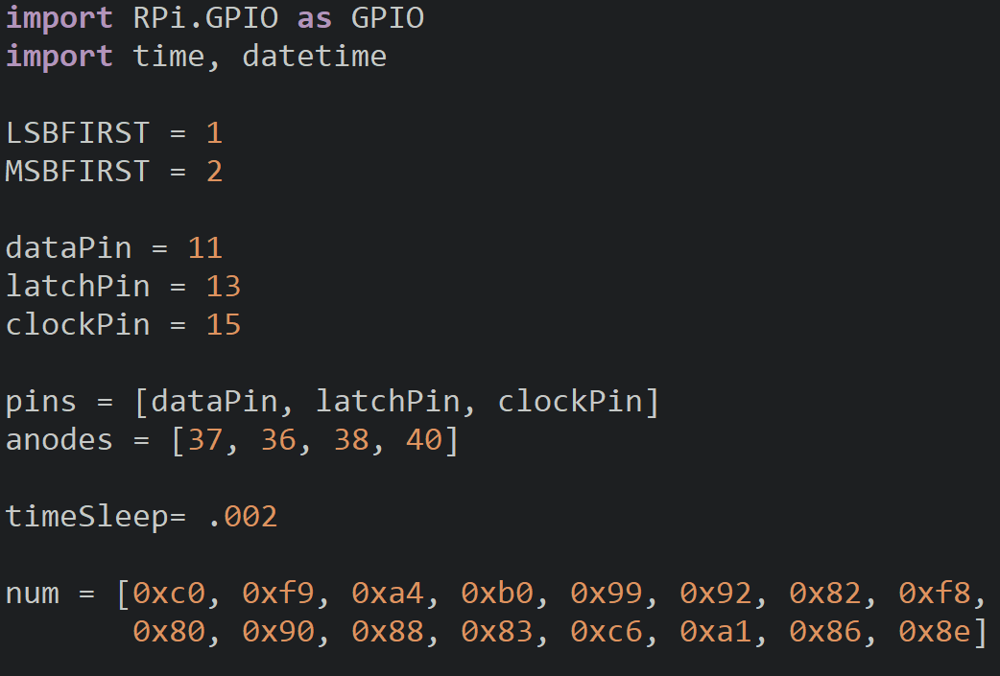 import RPi.GPIO as GPIO
import time, datetime
LSBFIRST = 1
MSBFIRST = 2
dataPin = 11
latchPin = 13
clockPin = 15
pins = [dataPin, latchPin, clockPin]
anodes = [37, 36, 38, 40]
timeSleep= .002
num = [0xc0, 0xf9, 0xa4, 0xb0, 0x99, 0x92, 0x82, 0xf8,
       0x80, 0x90, 0x88, 0x83, 0xc6, 0xa1, 0x86, 0x8e]